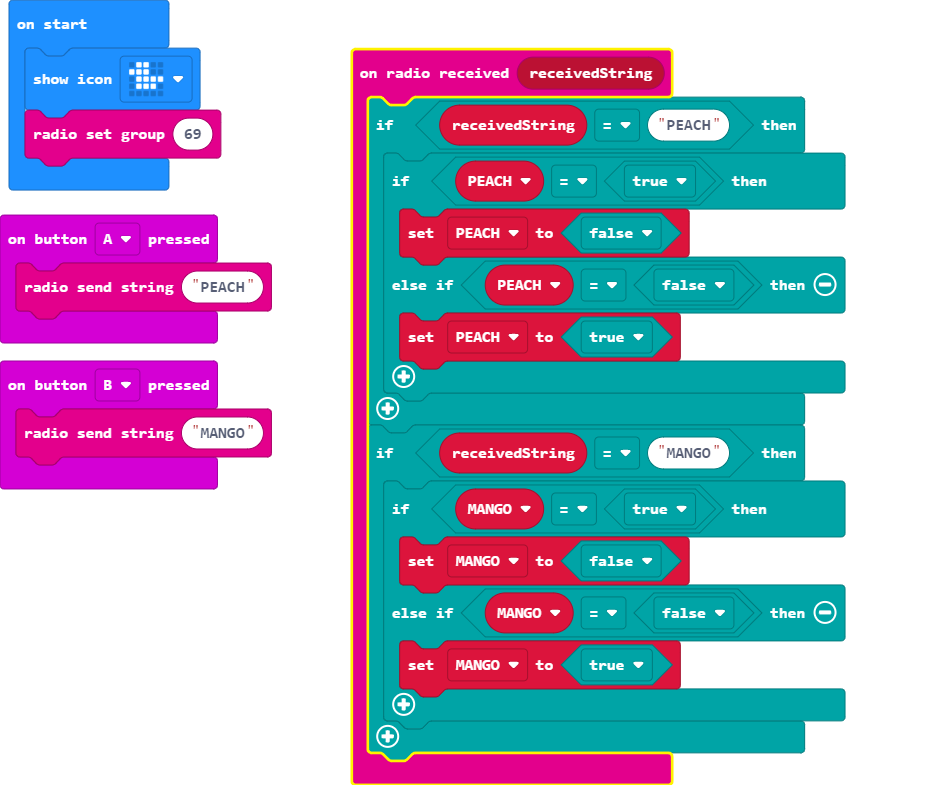 on start
show icon
radio set group 69
on button A pressed
radio send string "PEACH"
on button B pressed
radio send string "MANGO"
on radio received receivedString
if receivedString = "PEACH" then
if PEACH = true then
set PEACH to false
else if PEACH = false then
set PEACH to true
if receivedString = "MANGO" then
if MANGO = true then
set MANGO to false
else if MANGO = false then
set MANGO to true